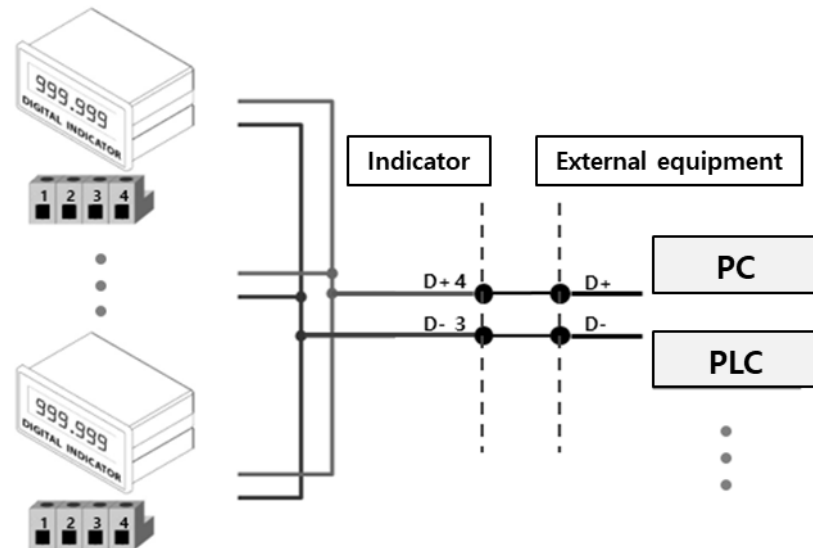 999.999
DIGITAL INDICATOR
1 2 3 4
Indicator
External equipment
D+ 4
D+
PC
D- 3
D-
PLC
999.999
DIGITAL INDICATOR
1 2 3 4